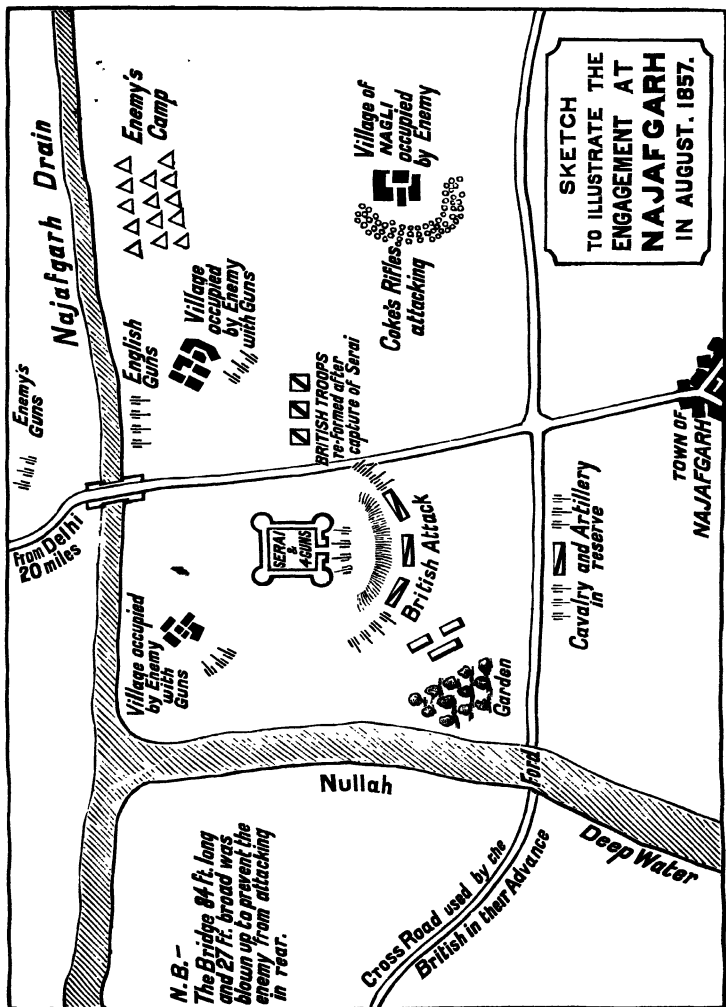 SKETCH
TO ILLUSTRATE THE
ENGAGEMENT AT
NAJAFGARH
IN AUGUST. 1857.
Najafgarh Drain
Enemy's
Camp
Village of
NAGLI
occupied
by Enemy
Coke's Rifles
attacking
Enemy's
Guns
English
Guns
Village
occupied
by Enemy
with Guns
BRITISH TROOPS
re-formed after
capture of Serai
From Delhi
20 miles
SERAI
&
4 GUNS
British Attack
TOWN OF
NAJAFGARH
Cavalry and Artillery
in reserve
Village occupied
by Enemy
with
Guns
Garden
Nullah
Ford
Deep Water
Cross Road used by the
British in their Advance
N.B.-
The Bridge 84 ft. long
and 27 Ft. broad was
blown up to prevent the
enemy from attacking
in rear.